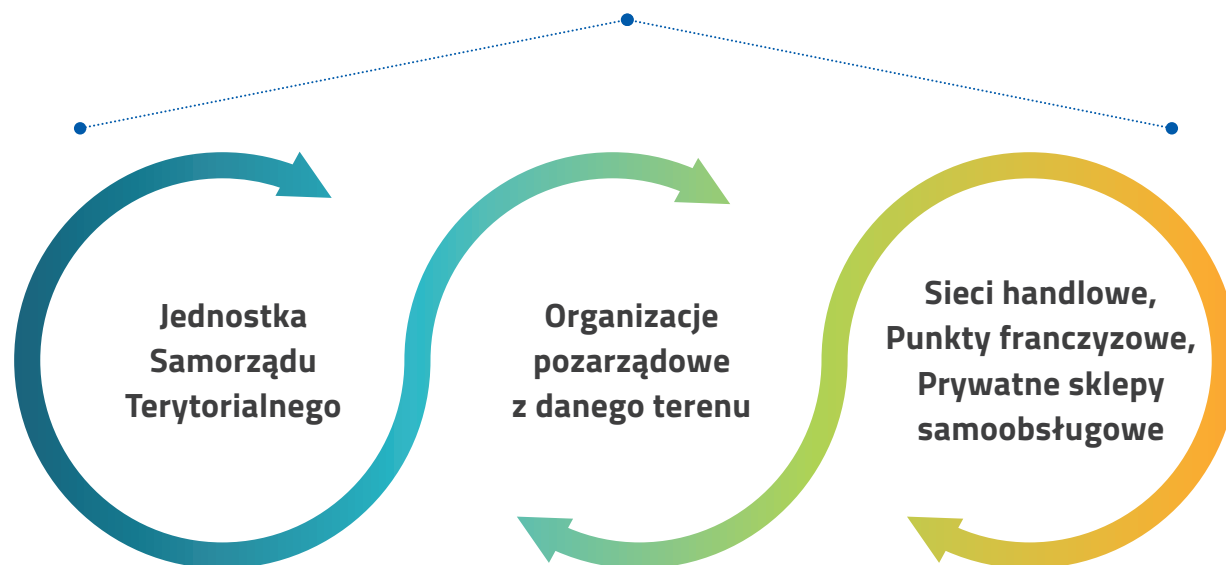 Jednostka
Samorządu
Terytorialnego
Organizacje
pozarządowe
z danego terenu
Sieci handlowe,
Punkty franczyzowe,
Prywatne sklepy
samoobsługowe